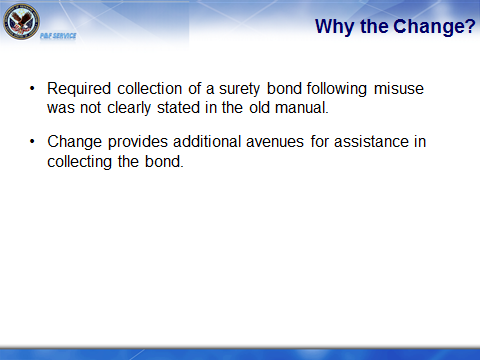 Why the Change?
P&F SERVICE
• Required collection of a surety bond following misuse
was not clearly stated in the old manual.
• Change provides additional avenues for assistance in
collecting the bond.